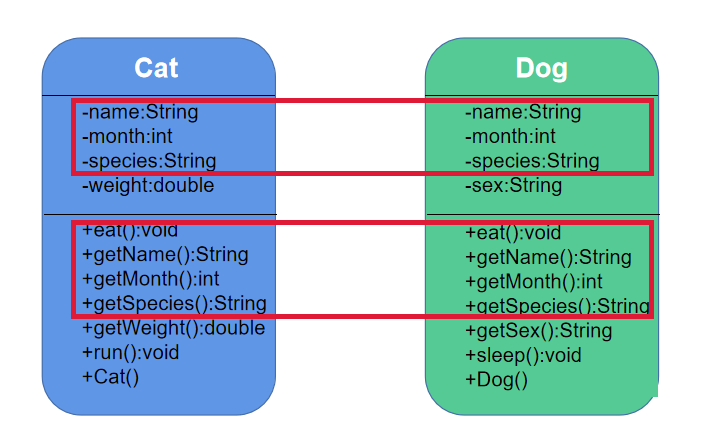 Cat
-name:String
-month:int
-species:String
-weight:double
+eat():void
+getName():String
+getMonth():int
+getSpecies():String
+getWeight():double
+run():void
+Cat()
Dog
-name:String
-month:int
-species:String
-sex:String
+eat():void
+getName():String
+getMonth():int
+getSpecies():String
+getSex():String
+sleep():void
+Dog()